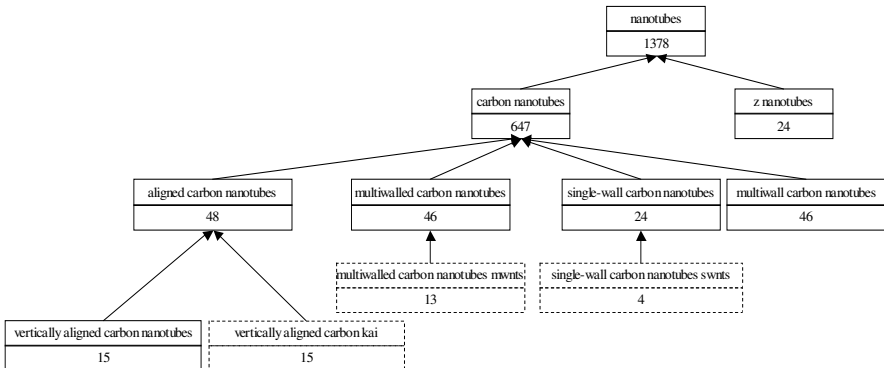 nanotubes
1378
carbon nanotubes
647
z nanotubes
24
aligned carbon nanotubes
48
multiwalled carbon nanotubes
46
single-wall carbon nanotubes
24
multiwall carbon nanotubes
46
multiwalled carbon nanotubes mwnts
13
single-wall carbon nanotubes swnts
4
vertically aligned carbon nanotubes
15
vertically aligned carbon kai
15